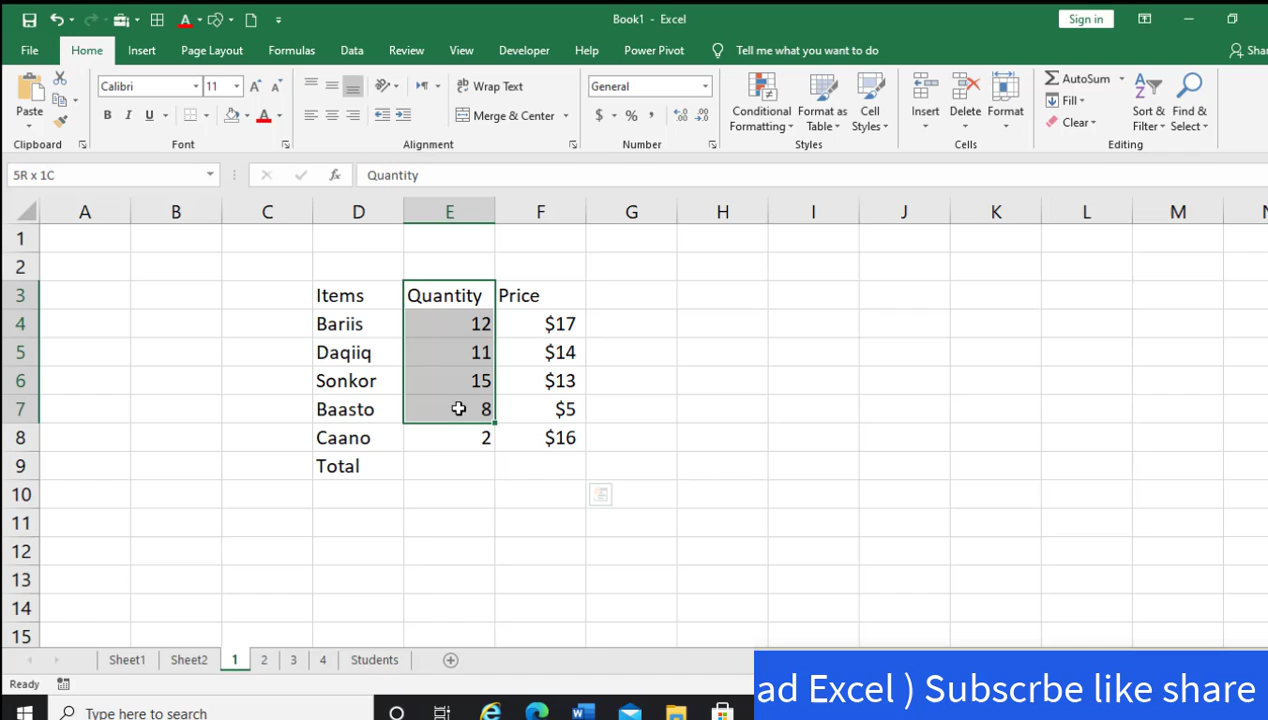 Book1 - Excel
Sign in
File Home Insert Page Layout Formulas Data Review View Developer Help Power Pivot Tell me what you want to do Shar
Paste
Clipboard
Calibri 11
Font
Wrap Text
Merge & Center
Alignment
General
Number
Conditional Formatting
Format as Table
Cell Styles
Styles
Insert Delete Format
Cells
AutoSum
Fill
Clear
Sort & Filter
Find & Select
Editing
5R x 1C fx Quantity
A B C D E F G H I J K L M N
1
2
3 Items Quantity Price
4 Bariis 12 $17
5 Daqiiq 11 $14
6 Sonkor 15 $13
7 Baasto 8 $5
8 Caano 2 $16
9 Total
10
11
12
13
14
15
Sheet1 Sheet2 1 2 3 4 Students
Ready
ad Excel ) Subscrbe like share
Type here to search